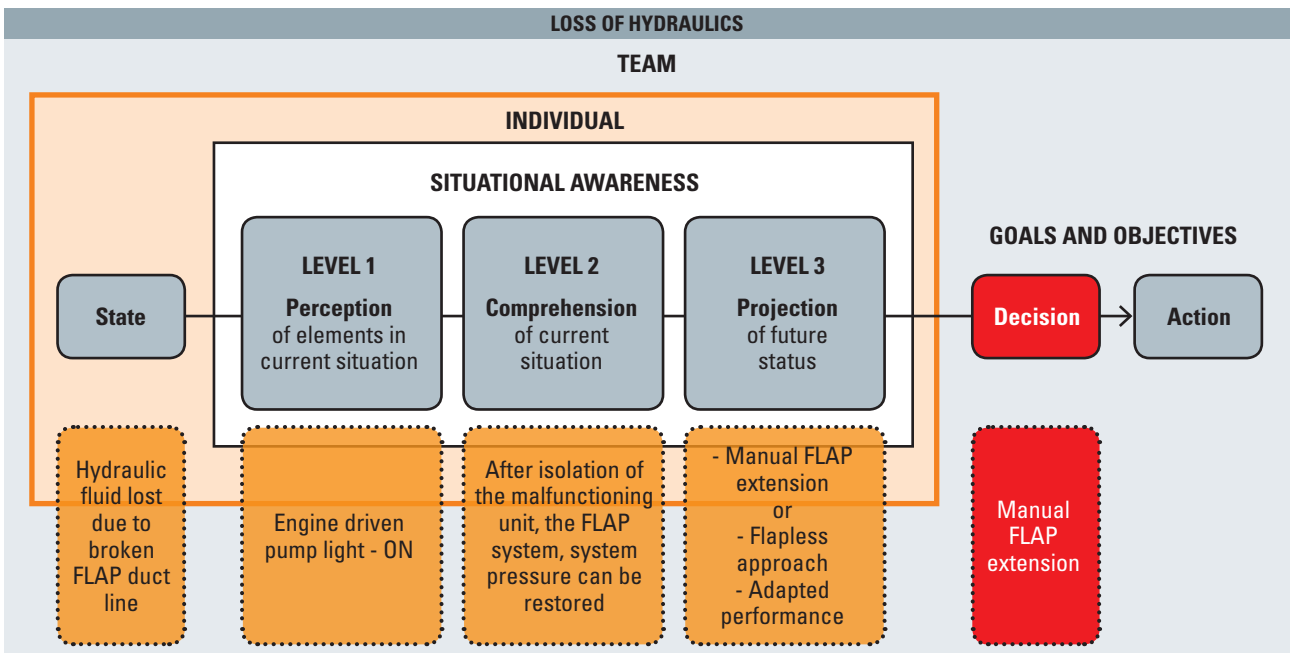 LOSS OF HYDRAULICS
TEAM
INDIVIDUAL
SITUATIONAL AWARENESS
GOALS AND OBJECTIVES
State
LEVEL 1
Perception
of elements in
current situation
LEVEL 2
Comprehension
of current
situation
LEVEL 3
Projection
of future
status
Decision
Action
Hydraulic
fluid lost
due to
broken
FLAP duct
line
Engine driven
pump light - ON
After isolation of
the malfunctioning
unit, the FLAP
system, system
pressure can be
restored
- Manual FLAP
extension
or
- Flapless
approach
- Adapted
performance
Manual
FLAP
extension